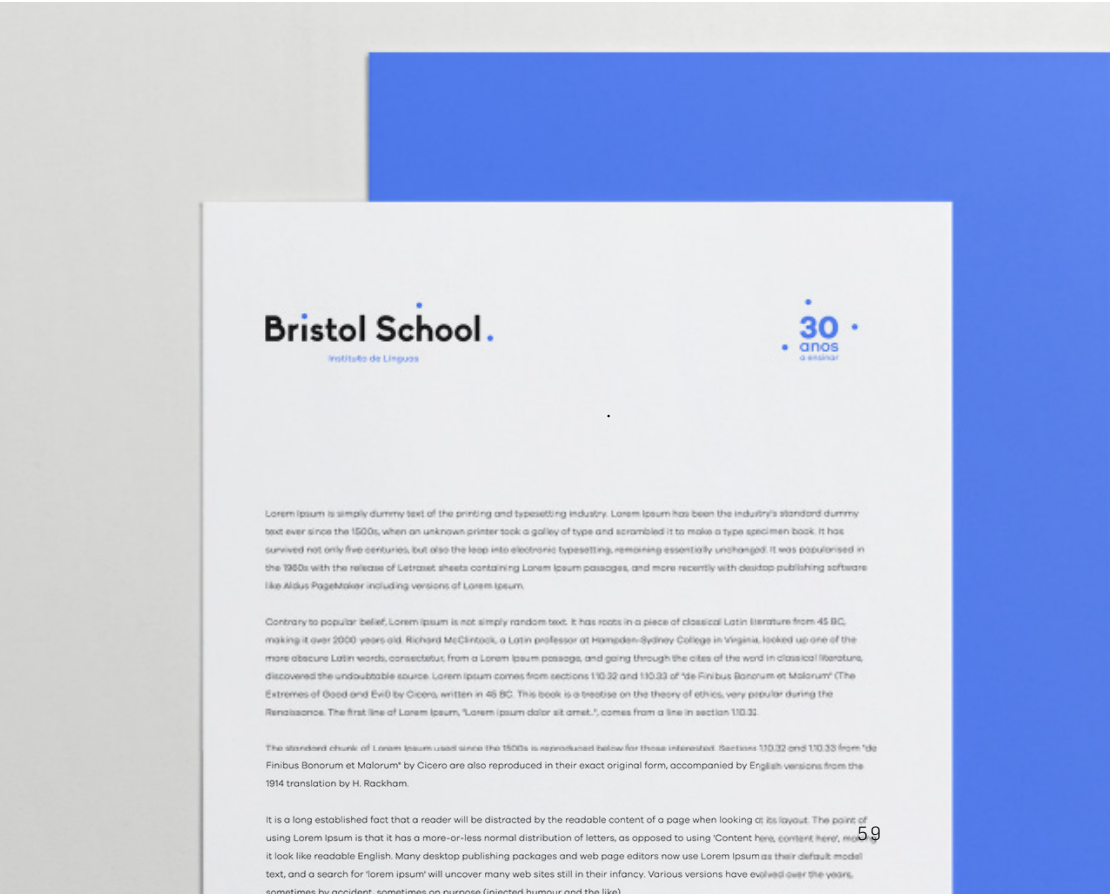 Bristol School.
Instituto de Línguas
30
anos
a ensinar
Lorem Ipsum is simply dummy text of the printing and typesetting industry. Lorem Ipsum has been the industry's standard dummy
text ever since the 1500s, when an unknown printer took a galley of type and scrambled it to make a type specimen book. It has
survived not only five centuries, but also the leap into electronic typesetting, remaining essentially unchanged. It was popularised in
the 1960s with the release of Letraset sheets containing Lorem Ipsum passages, and more recently with desktop publishing software
like Aldus PageMaker including versions of Lorem Ipsum.
Contrary to popular belief, Lorem Ipsum is not simply random text. It has roots in a piece of classical Latin literature from 45 BC,
making it over 2000 years old. Richard McClintock, a Latin professor at Hampden-Sydney College in Virginia, looked up one of the
more obscure Latin words, consectetur, from a Lorem Ipsum passage, and going through the cites of the word in classical literature,
discovered the undoubtable source. Lorem Ipsum comes from sections 1.10.32 and 1.10.33 of "de Finibus Bonorum et Malorum" (The
Extremes of Good and Evil) by Cicero, written in 45 BC. This book is a treatise on the theory of ethics, very popular during the
Renaissance. The first line of Lorem Ipsum, "Lorem ipsum dolor sit amet..", comes from a line in section 1.10.32.
The standard chunk of Lorem Ipsum used since the 1500s is reproduced below for those interested. Sections 1.10.32 and 1.10.33 from "de
Finibus Bonorum et Malorum" by Cicero are also reproduced in their exact original form, accompanied by English versions from the
1914 translation by H. Rackham.
It is a long established fact that a reader will be distracted by the readable content of a page when looking at its layout. The point of
using Lorem Ipsum is that it has a more-or-less normal distribution of letters, as opposed to using 'Content here, content here', making
59
it look like readable English. Many desktop publishing packages and web page editors now use Lorem Ipsum as their default model
text, and a search for 'lorem ipsum' will uncover many web sites still in their infancy. Various versions have evolved over the years,
sometimes by accident, sometimes on purpose (injected humour and the like).